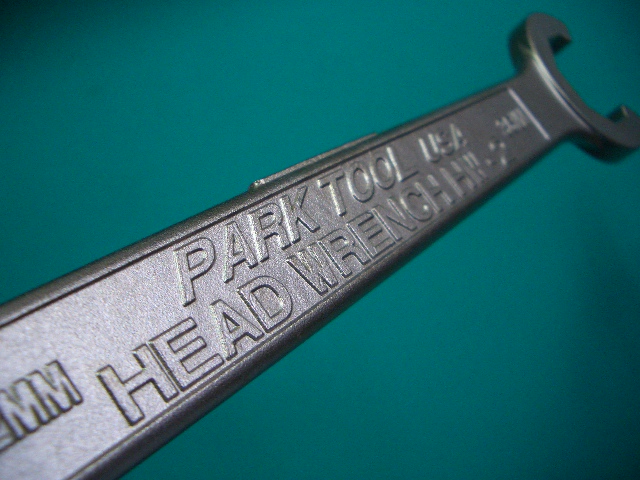 PARK TOOL USA
HEAD WRENCH
MM